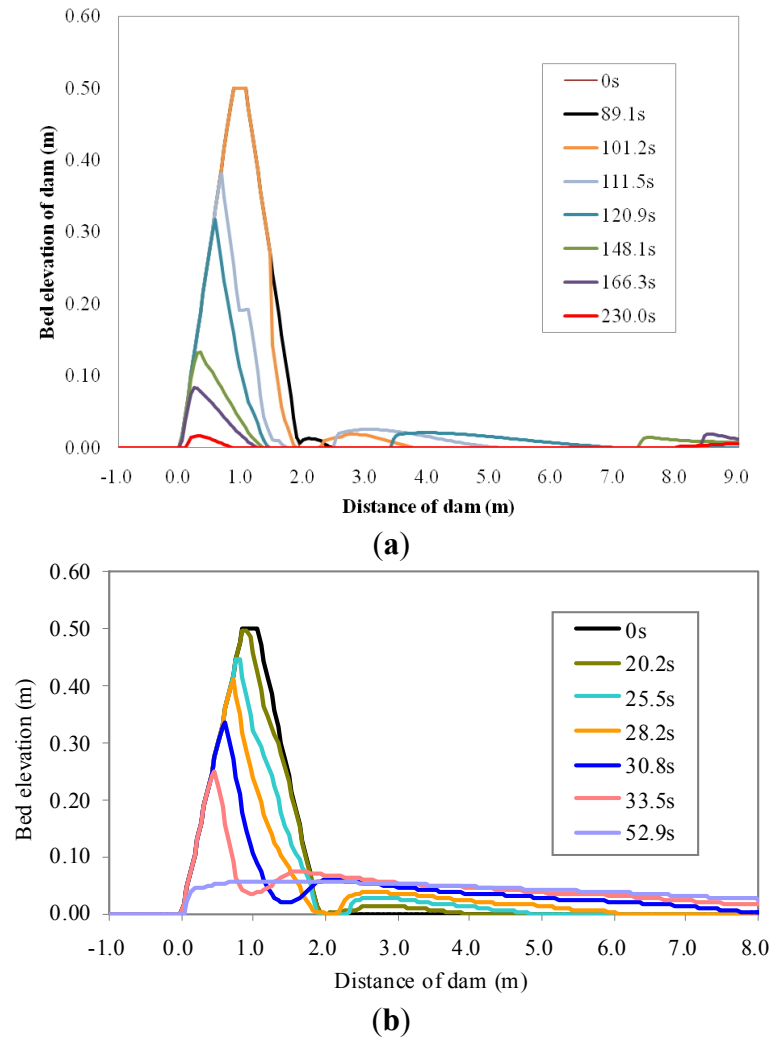 0.60
0.50
0.40
0.30
0.20
0.10
0.00
Bed elevation of dam (m)
0s
89.1s
101.2s
111.5s
120.9s
148.1s
166.3s
230.0s
-1.0 0.0 1.0 2.0 3.0 4.0 5.0 6.0 7.0 8.0 9.0
Distance of dam (m)
(a)
0.60
0.50
0.40
0.30
0.20
0.10
0.00
Bed elevation (m)
0s
20.2s
25.5s
28.2s
30.8s
33.5s
52.9s
-1.0 0.0 1.0 2.0 3.0 4.0 5.0 6.0 7.0 8.0
Distance of dam (m)
(b)